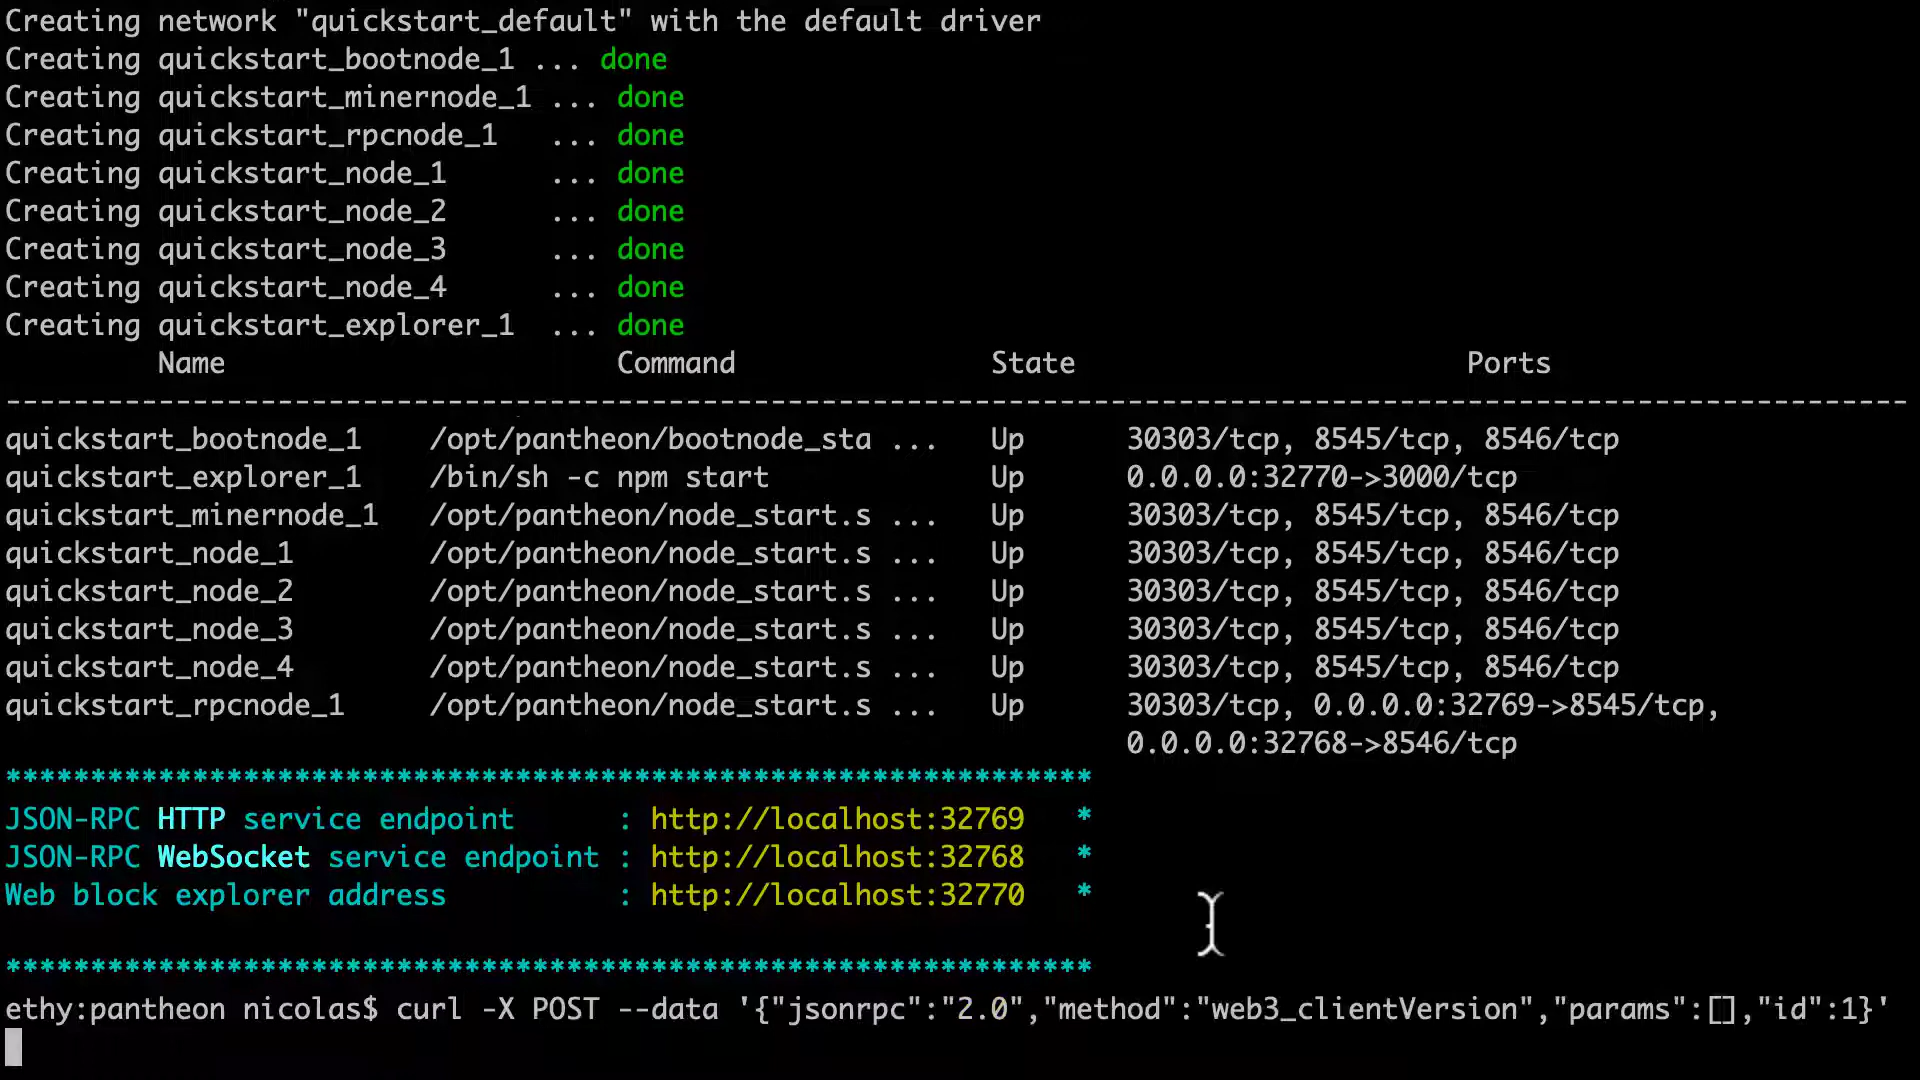 Creating network "quickstart_default" with the default driver
Creating quickstart_bootnode_1 ... done
Creating quickstart_minernode_1 ... done
Creating quickstart_rpcnode_1   ... done
Creating quickstart_node_1      ... done
Creating quickstart_node_2      ... done
Creating quickstart_node_3      ... done
Creating quickstart_node_4      ... done
Creating quickstart_explorer_1  ... done
         Name                       Command               State                       Ports
----------------------------------------------------------------------------------------------------------------
quickstart_bootnode_1    /opt/pantheon/bootnode_sta ...   Up      30303/tcp, 8545/tcp, 8546/tcp
quickstart_explorer_1    /bin/sh -c npm start             Up      0.0.0.0:32770->3000/tcp
quickstart_minernode_1   /opt/pantheon/node_start.s ...   Up      30303/tcp, 8545/tcp, 8546/tcp
quickstart_node_1        /opt/pantheon/node_start.s ...   Up      30303/tcp, 8545/tcp, 8546/tcp
quickstart_node_2        /opt/pantheon/node_start.s ...   Up      30303/tcp, 8545/tcp, 8546/tcp
quickstart_node_3        /opt/pantheon/node_start.s ...   Up      30303/tcp, 8545/tcp, 8546/tcp
quickstart_node_4        /opt/pantheon/node_start.s ...   Up      30303/tcp, 8545/tcp, 8546/tcp
quickstart_rpcnode_1     /opt/pantheon/node_start.s ...   Up      30303/tcp, 0.0.0.0:32769->8545/tcp,
                                                                  0.0.0.0:32768->8546/tcp
****************************************************************
JSON-RPC HTTP service endpoint      : http://localhost:32769   *
JSON-RPC WebSocket service endpoint : http://localhost:32768   *
Web block explorer address          : http://localhost:32770   *
****************************************************************
ethy:pantheon nicolas$ curl -X POST --data '{"jsonrpc":"2.0","method":"web3_clientVersion","params":[],"id":1}'